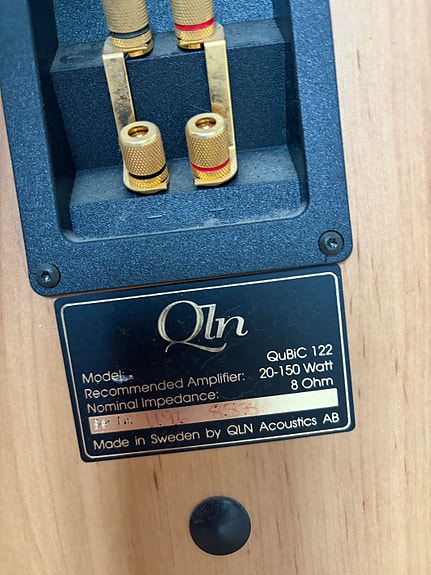 Qln
Model: QuBiC 122
Recommended Amplifier: 20-150 Watt
Nominal Impedance: 8 Ohm
Made in Sweden by QLN Acoustics AB